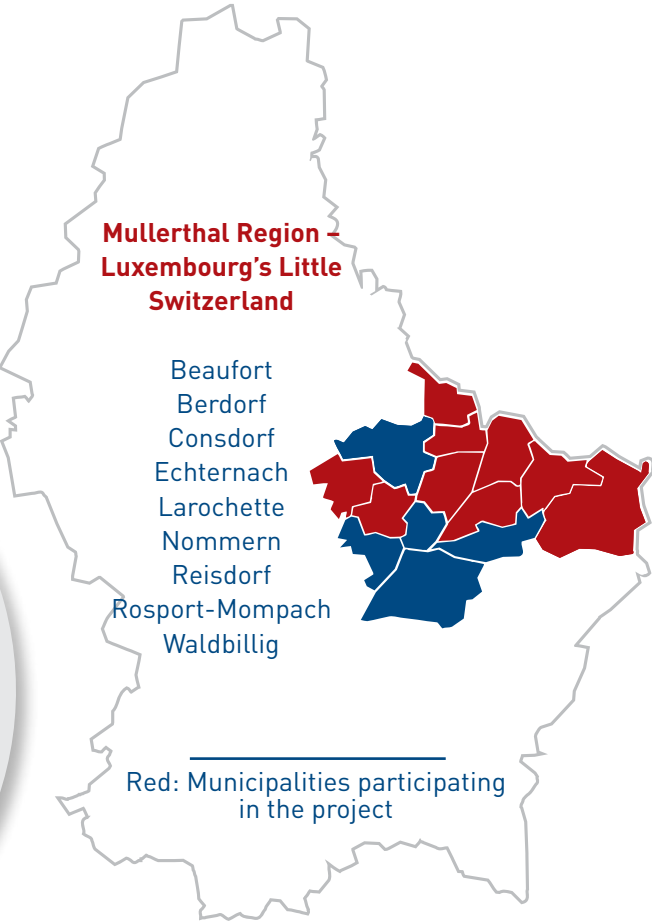 Mullerthal Region –
Luxembourg’s Little
Switzerland
Beaufort
Berdorf
Consdorf
Echternach
Larochette
Nommern
Reisdorf
Rosport-Mompach
Waldbillig
Red: Municipalities participating
in the project